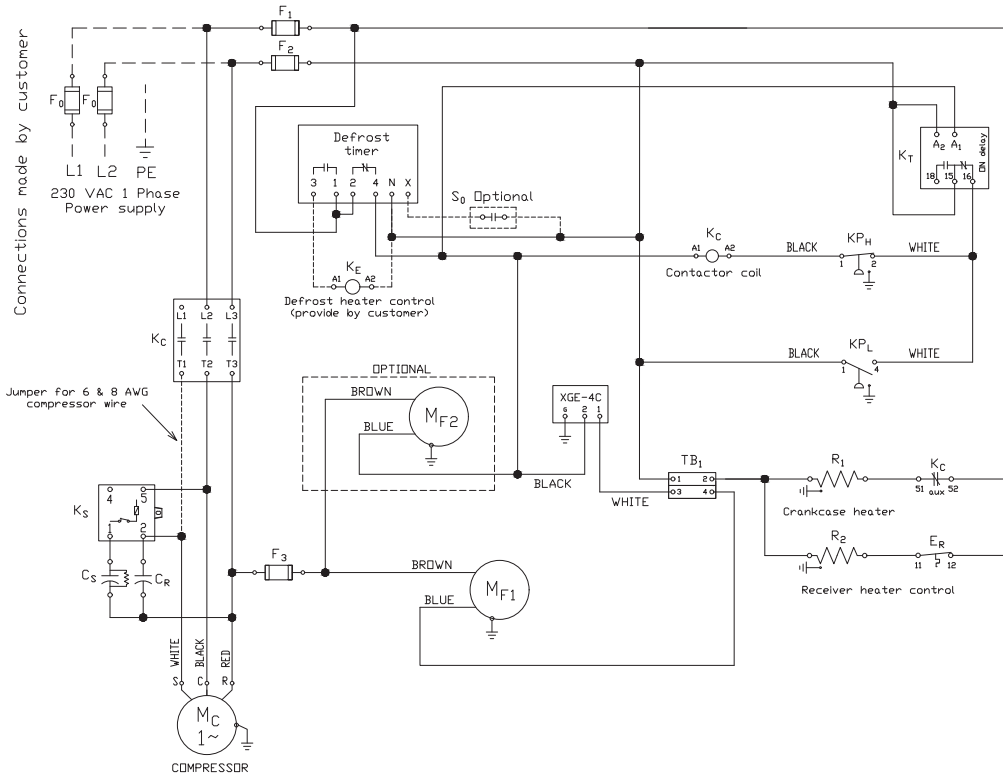 Connections made by customer
F1
F2
F0
F0
L1 L2 PE
230 VAC 1 Phase
Power supply
Defrost
timer
3 1 2 4 N X
S0 Optional
KE
A1 A2
Defrost heater control
(provide by customer)
KT
A2 A1
18 15 16
ON delay
KC
A1 A2
Contactor coil
BLACK
KPH
1 2
WHITE
BLACK
KPL
1 4
WHITE
L1 L2 L3
KC
T1 T2 T3
Jumper for 6 & 8 AWG
compressor wire
OPTIONAL
BROWN
BLUE
MF2
XGE-4C
6 2 1
BLACK
WHITE
TB1
1 2
3 4
R1
KC
51 aux 52
Crankcase heater
R2
ER
11 12
Receiver heater control
4 5
KS
1 2
CS
CR
F3
BROWN
BLUE
MF1
WHITE
BLACK
RED
S C R
MC
1~
COMPRESSOR